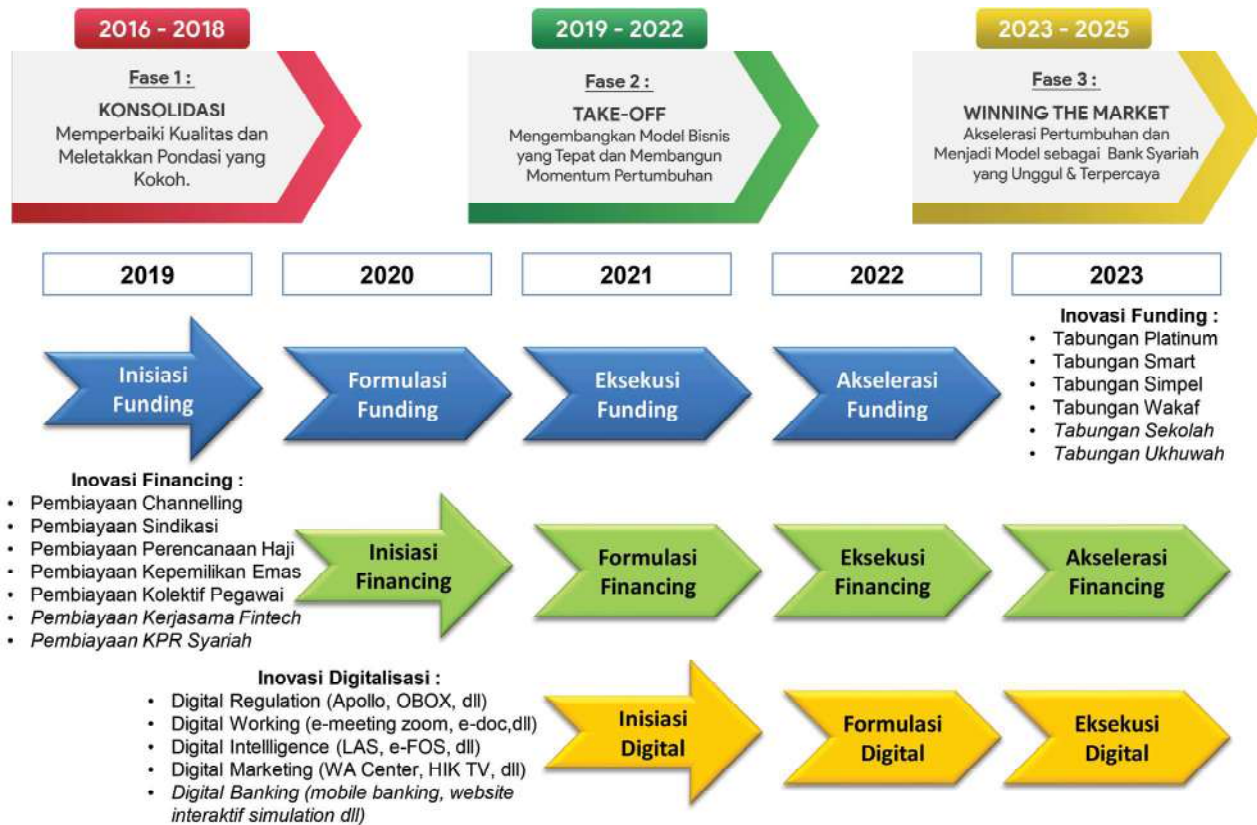 2016 - 2018
Fase 1 :
KONSOLIDASI
Memperbaiki Kualitas dan
Meletakkan Pondasi yang
Kokoh.
2019 - 2022
Fase 2 :
TAKE-OFF
Mengembangkan Model Bisnis
yang Tepat dan Membangun
Momentum Pertumbuhan
2023 - 2025
Fase 3 :
WINNING THE MARKET
Akselerasi Pertumbuhan dan
Menjadi Model sebagai Bank Syariah
yang Unggul & Terpercaya
2019
2020
2021
2022
2023
Inisiasi
Funding
Formulasi
Funding
Eksekusi
Funding
Akselerasi
Funding
Inovasi Funding :
• Tabungan Platinum
• Tabungan Smart
• Tabungan Simpel
• Tabungan Wakaf
• Tabungan Sekolah
• Tabungan Ukhuwah
Inovasi Financing :
• Pembiayaan Channelling
• Pembiayaan Sindikasi
• Pembiayaan Perencanaan Haji
• Pembiayaan Kepemilikan Emas
• Pembiayaan Kolektif Pegawai
• Pembiayaan Kerjasama Fintech
• Pembiayaan KPR Syariah
Inisiasi
Financing
Formulasi
Financing
Eksekusi
Financing
Akselerasi
Financing
Inovasi Digitalisasi :
• Digital Regulation (Apollo, OBOX, dll)
• Digital Working (e-meeting zoom, e-doc,dll)
• Digital Intellligence (LAS, e-FOS, dll)
• Digital Marketing (WA Center, HIK TV, dll)
• Digital Banking (mobile banking, website
interaktif simulation dll)
Inisiasi
Digital
Formulasi
Digital
Eksekusi
Digital